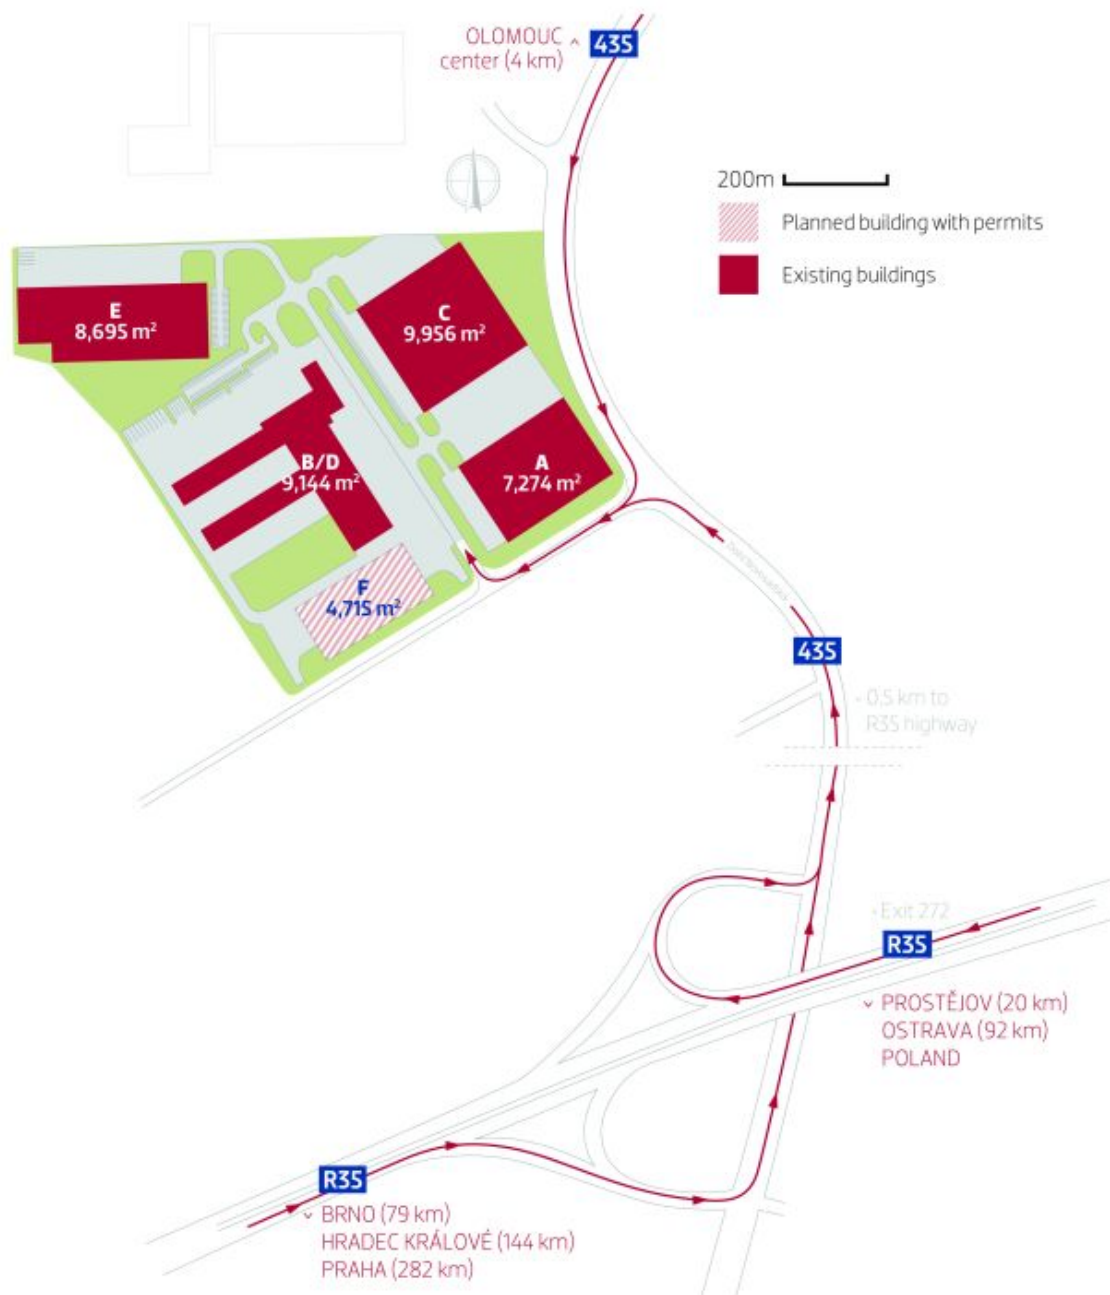 OLOMOUC
center (4 km)
435
200m
Planned building with permits
Existing buildings
E
8,695 m²
C
9,956 m²
B/D
9,144 m²
A
7,274 m²
F
4,715 m²
435
- 0,5 km to
R35 highway
- Exit 272
R35
PROSTĚJOV (20 km)
OSTRAVA (92 km)
POLAND
R35
BRNO (79 km)
HRADEC KRÁLOVÉ (144 km)
PRAHA (282 km)